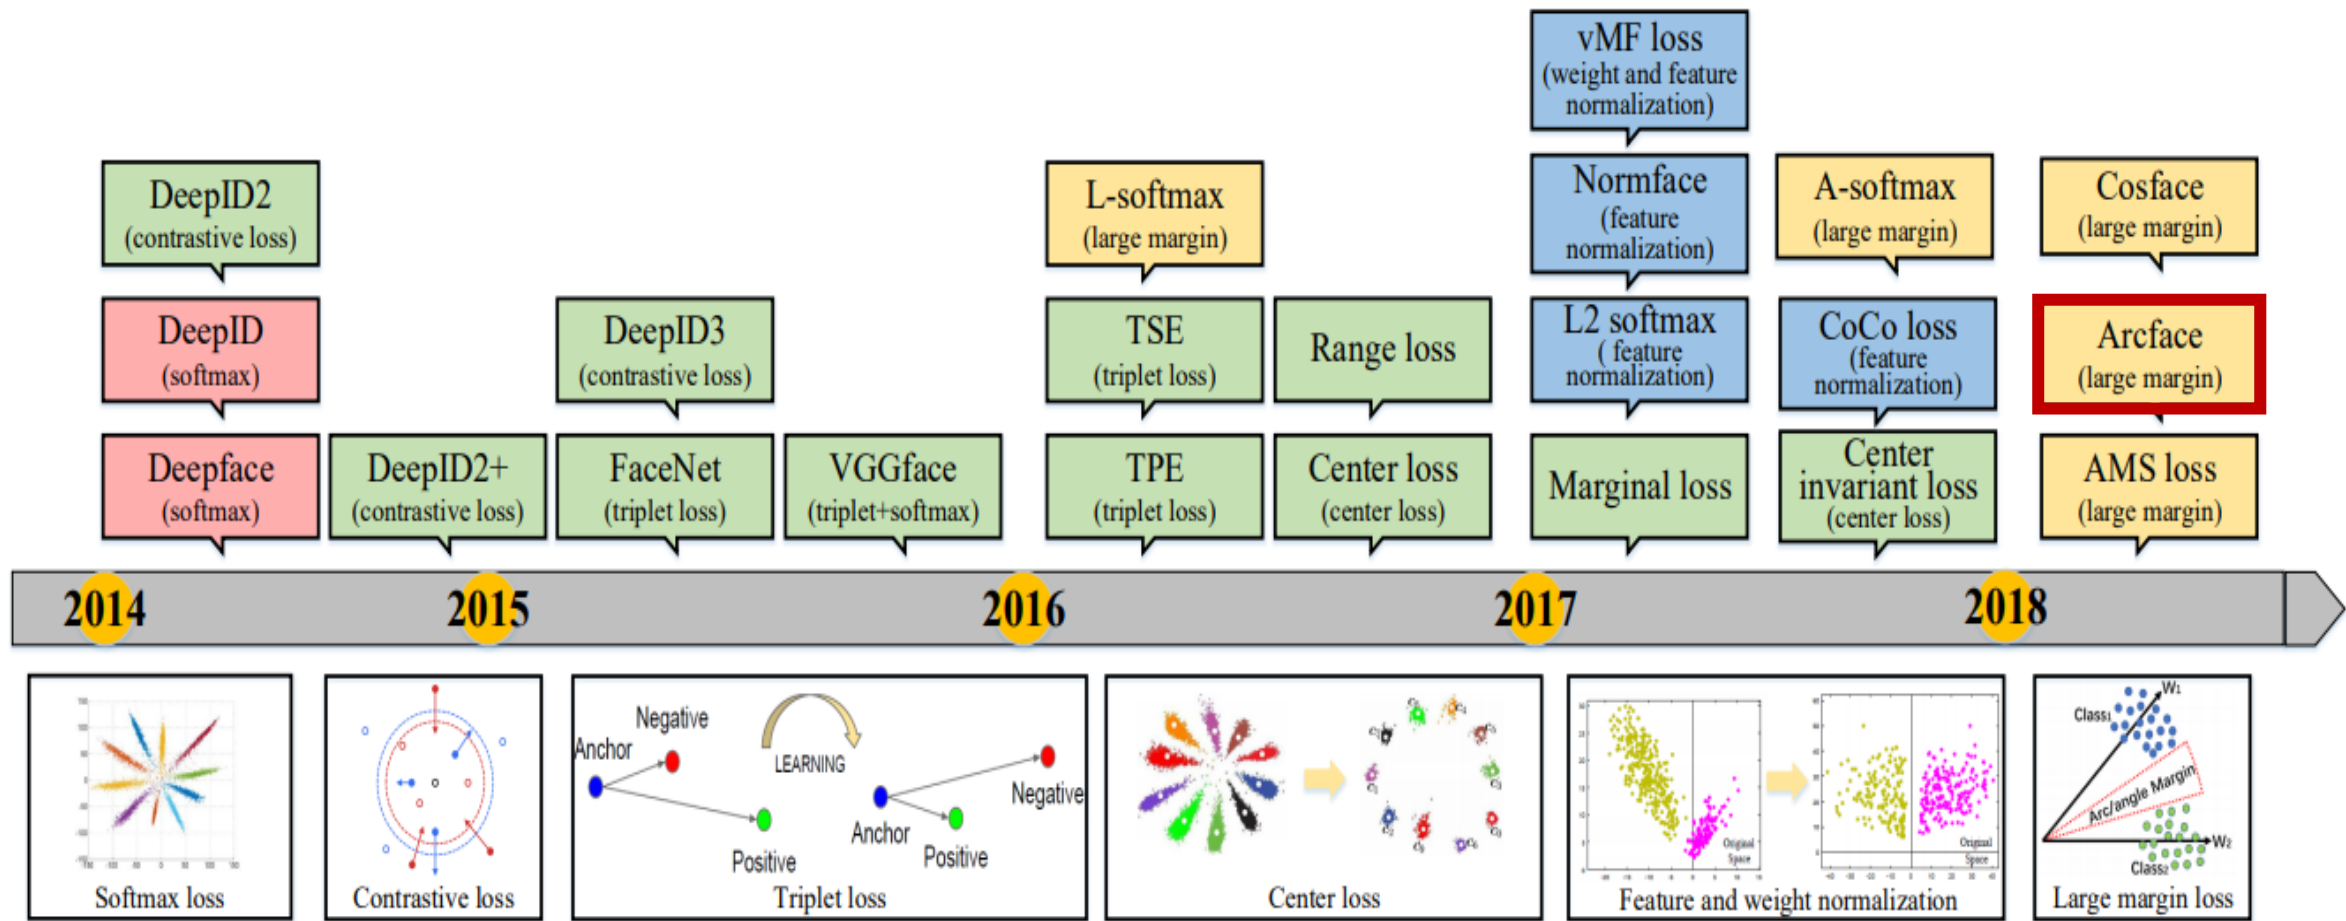 vMF loss
(weight and feature
normalization)
DeepID2
(contrastive loss)
L-softmax
(large margin)
Normface
(feature
normalization)
A-softmax
(large margin)
Cosface
(large margin)
DeepID
(softmax)
DeepID3
(contrastive loss)
TSE
(triplet loss)
Range loss
L2 softmax
( feature
normalization)
CoCo loss
(feature
normalization)
Arcface
(large margin)
Deepface
(softmax)
DeepID2+
(contrastive loss)
FaceNet
(triplet loss)
VGGface
(triplet+softmax)
TPE
(triplet loss)
Center loss
(center loss)
Marginal loss
Center
invariant loss
(center loss)
AMS loss
(large margin)
2014
2015
2016
2017
2018
Softmax loss
Contrastive loss
Anchor
Negative
Positive
LEARNING
Anchor
Negative
Positive
Triplet loss
Center loss
Original
Space
Original
Space
Feature and weight normalization
W1
Class1
Arc/angle Margin
W2
Class2
Large margin loss